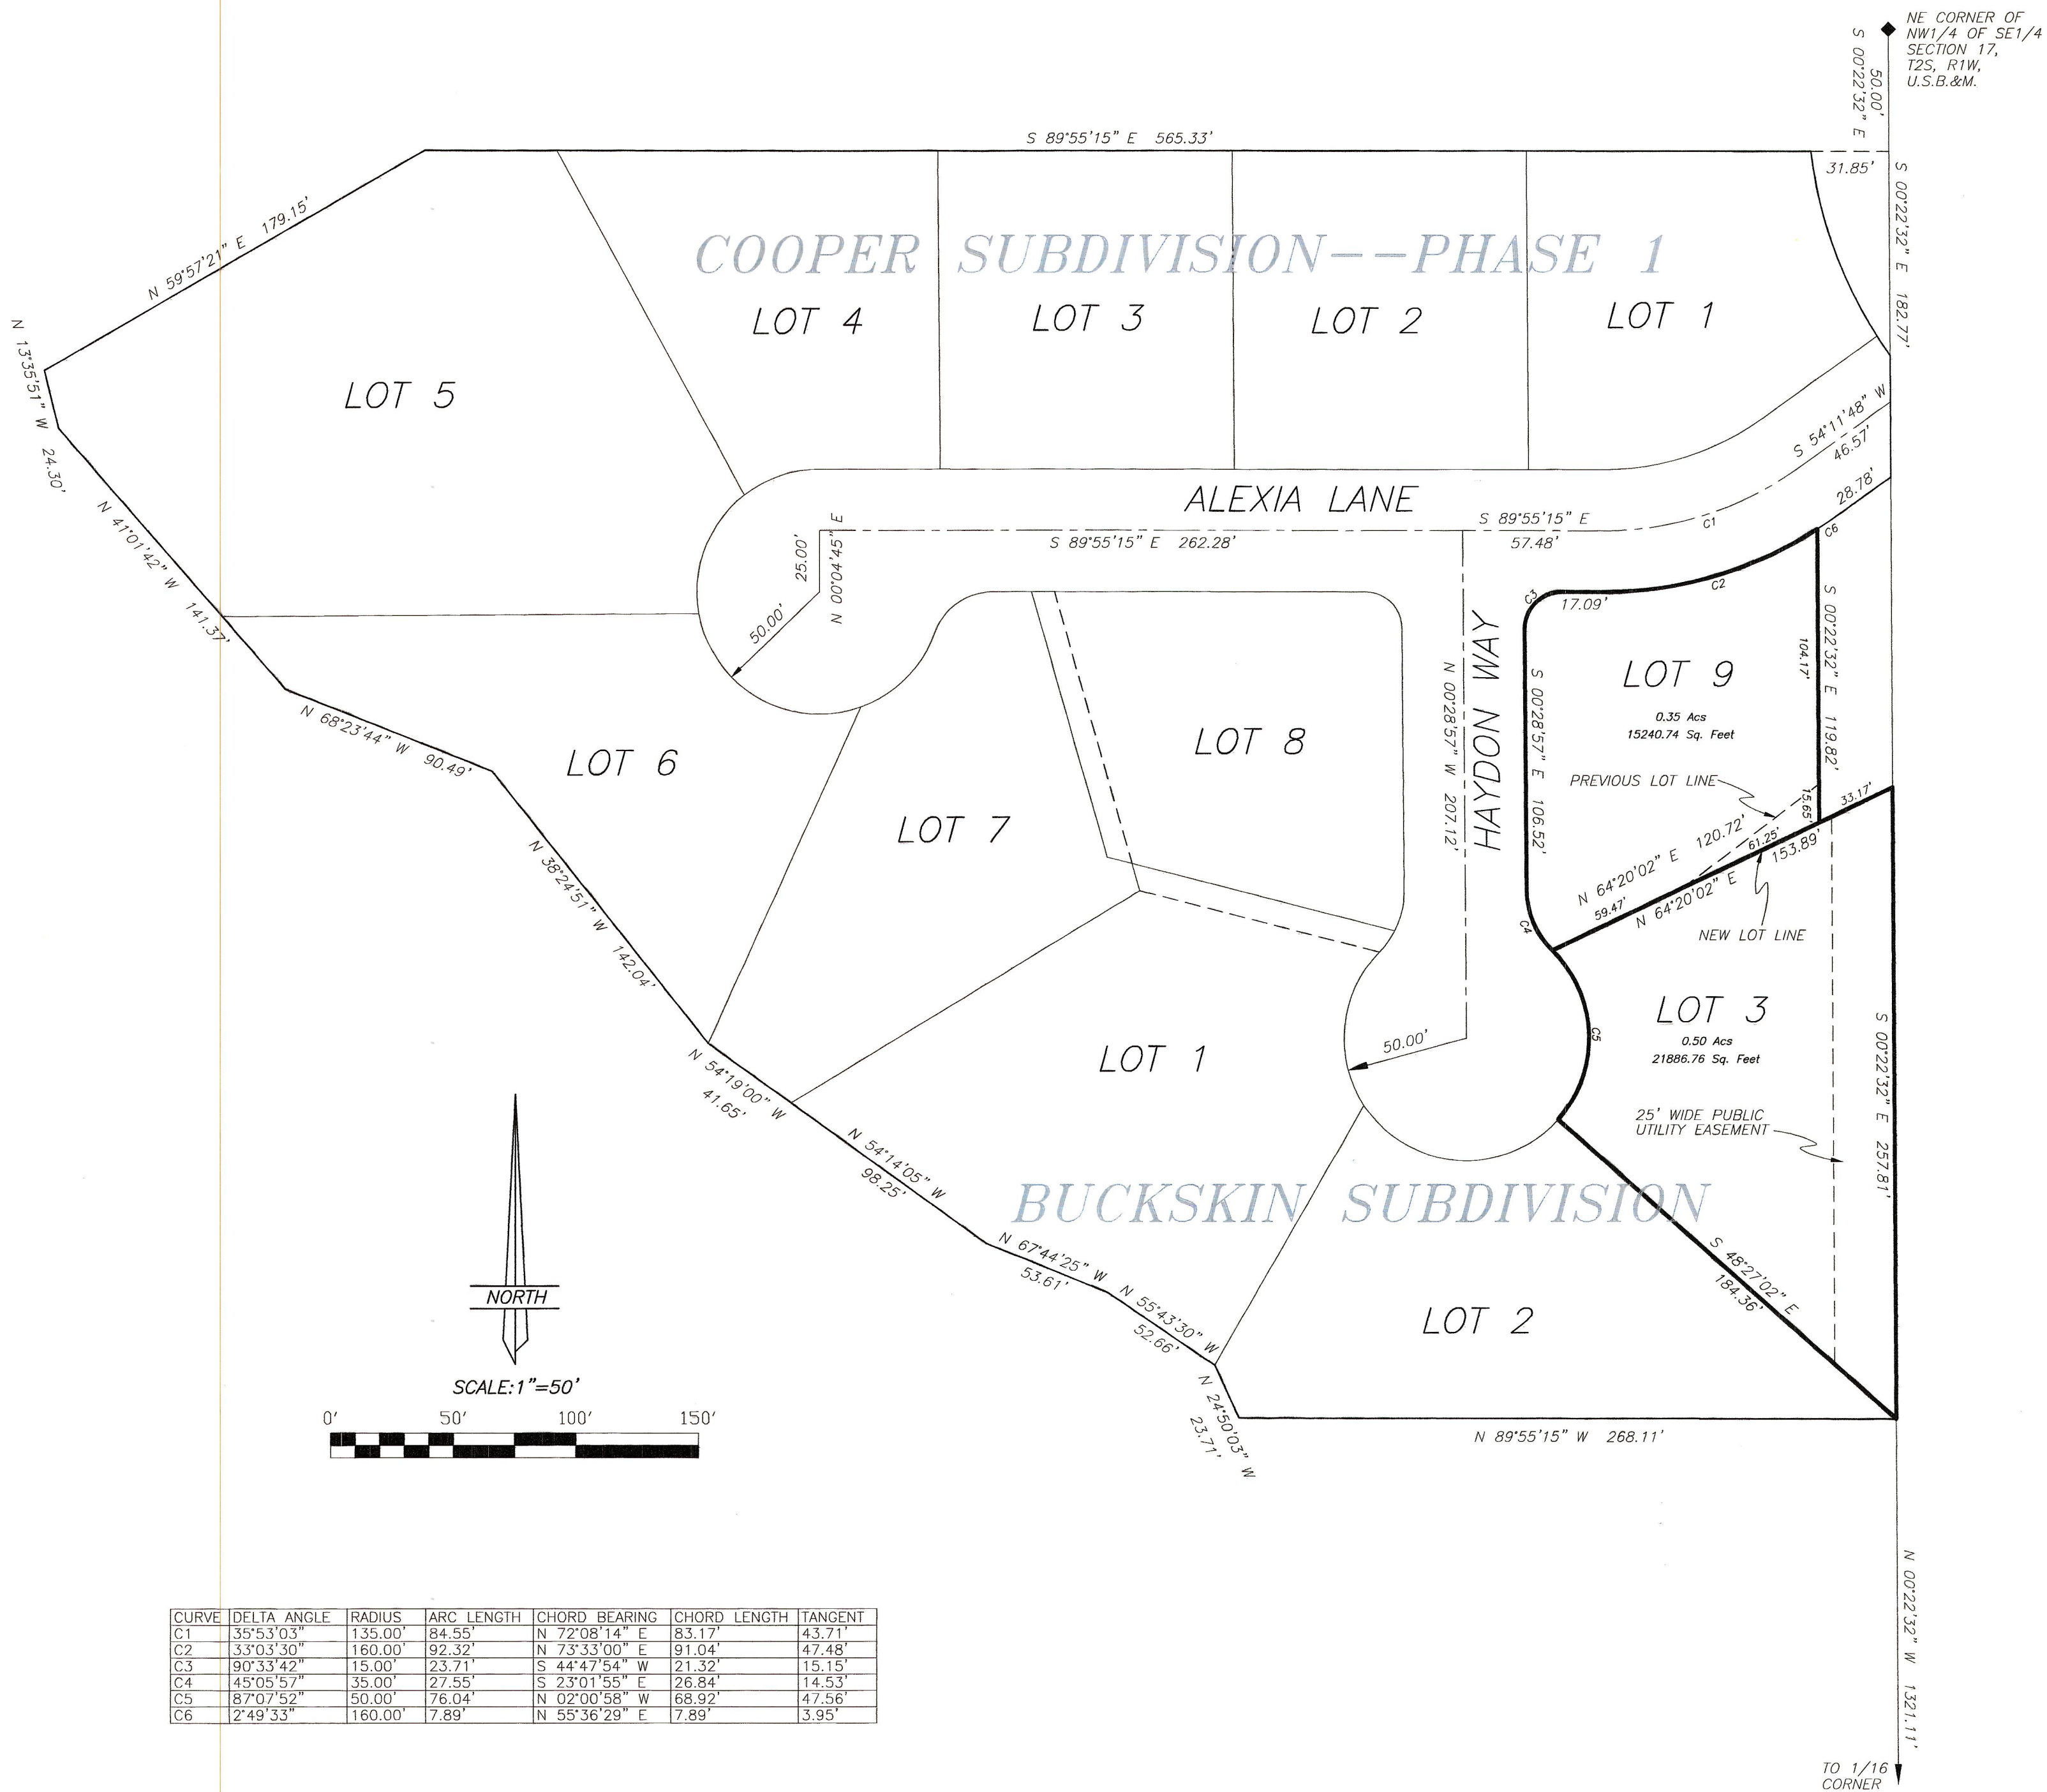 NE CORNER OF
NW1/4 OF SE1/4
SECTION 17,
T2S, R1W,
U.S.B.&M.
S 00°22'32" E
50.00'
S 89°55'15" E 565.33'
31.85'
S 00°22'32" E 182.77'
N 59°57'21" E 179.15'
COOPER SUBDIVISION--PHASE 1
LOT 4
LOT 3
LOT 2
LOT 1
LOT 5
N 13°35'51" W 24.30'
N 41°01'42" W 141.37'
S 54°11'48" W
46.57'
28.78'
ALEXIA LANE
S 89°55'15" E
57.48'
C1
C6
S 89°55'15" E 262.28'
25.00'
N 00°04'45" E
50.00'
C2
C3
17.09'
S 00°22'32" E 119.82'
104.17'
15.65'
LOT 9
0.35 Acs
15240.74 Sq. Feet
HAYDON WAY
N 00°28'57" W 207.12'
S 00°28'57" E 106.52'
PREVIOUS LOT LINE
33.17'
N 64°20'02" E 120.72'
59.47'
61.25'
N 64°20'02" E 153.89'
NEW LOT LINE
C4
N 68°23'44" W 90.49'
LOT 6
LOT 8
LOT 7
N 38°24'51" W 142.04'
LOT 3
0.50 Acs
21886.76 Sq. Feet
C5
50.00'
LOT 1
S 00°22'32" E 257.81'
25' WIDE PUBLIC
UTILITY EASEMENT
N 54°19'00" W
41.65'
N 54°14'05" W
98.25'
BUCKSKIN SUBDIVISION
N 67°44'25" W
53.61'
N 55°43'30" W
52.66'
S 48°27'02" E
184.36'
LOT 2
N 24°50'03" W
23.71'
N 89°55'15" W 268.11'
NORTH
SCALE:1"=50'
0' 50' 100' 150'
N 00°22'32" W 1321.11'
TO 1/16
CORNER
CURVE DELTA ANGLE RADIUS ARC LENGTH CHORD BEARING CHORD LENGTH TANGENT
C1 35°53'03" 135.00' 84.55' N 72°08'14" E 83.17' 43.71'
C2 33°03'30" 160.00' 92.32' N 73°33'00" E 91.04' 47.48'
C3 90°33'42" 15.00' 23.71' S 44°47'54" W 21.32' 15.15'
C4 45°05'57" 35.00' 27.55' S 23°01'55" E 26.84' 14.53'
C5 87°07'52" 50.00' 76.04' N 02°00'58" W 68.92' 47.56'
C6 2°49'33" 160.00' 7.89' N 55°36'29" E 7.89' 3.95'